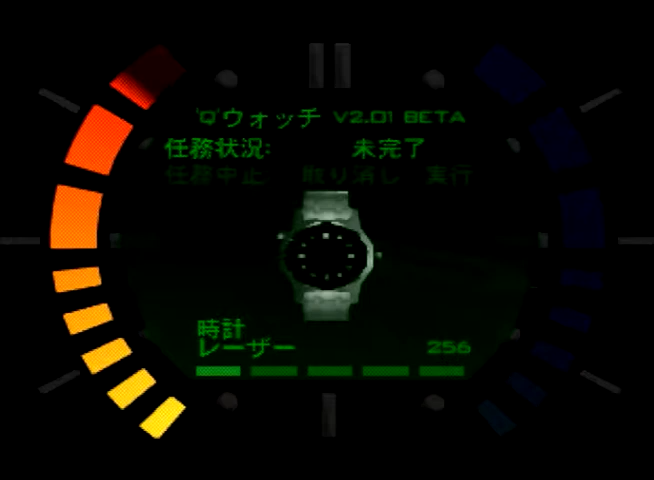 'Q'ウォッチ V2.01 BETA
任務状況: 未完了
任務中止 取り消し 実行
時計
レーザー 256